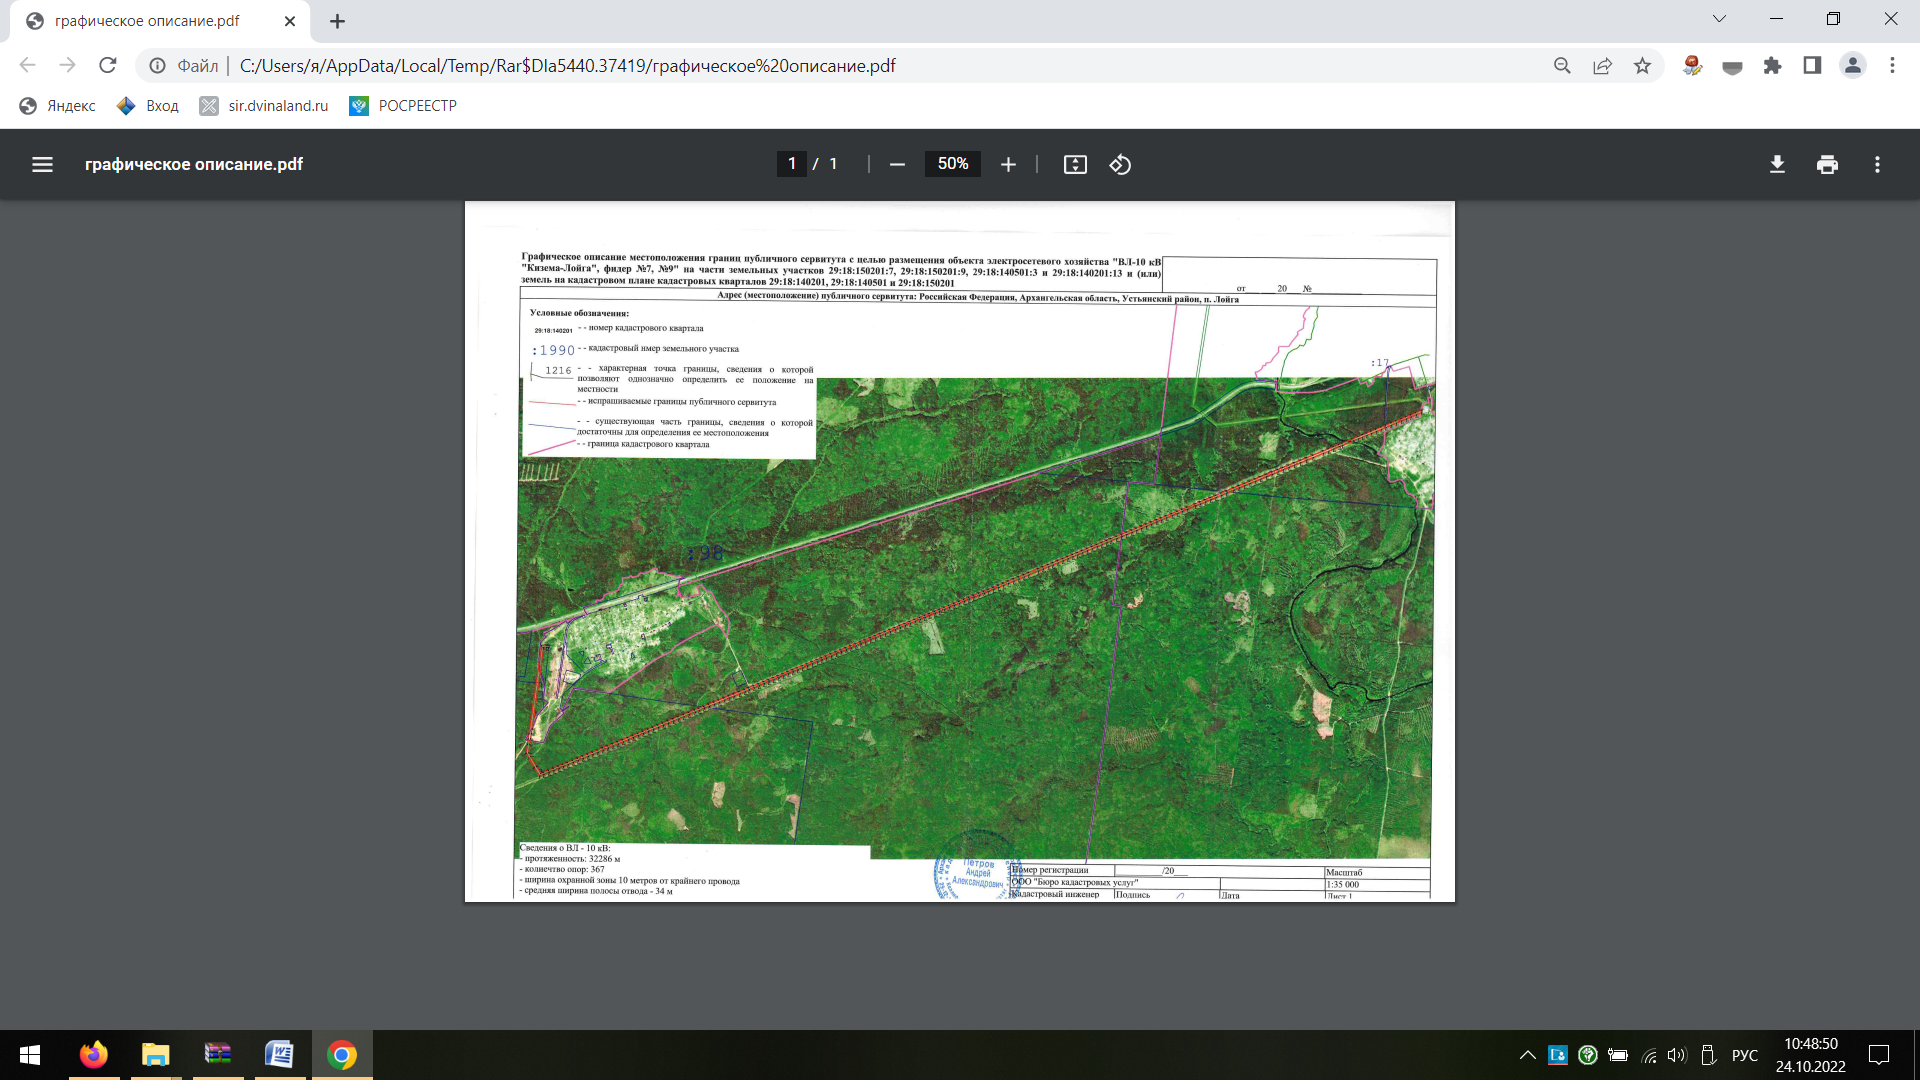 графическое описание.pdf
Файл
C:/Users/я/AppData/Local/Temp/Rar$DIa5440.37419/графическое%20описание.pdf
Яндекс
Вход
sir.dvinaland.ru
РОСРЕЕСТР
графическое описание.pdf
1 / 1
50%
Графическое описание местоположения границ публичного сервитута с целью размещения объекта электросетевого хозяйства "ВЛ-10 кВ
"Кизема-Лойга", фидер №7, №9" на части земельных участков 29:18:150201:7, 29:18:150201:9, 29:18:140501:3 и 29:18:140201:13 и (или)
земель на кадастровом плане кадастровых кварталов 29:18:140201, 29:18:140501 и 29:18:150201
от 20 №
Адрес (местоположение) публичного сервитута: Российская Федерация, Архангельская область, Устьянский район, п. Лойга
Условные обозначения:
29:18:140201 - - номер кадастрового квартала
:1990 - - кадастровый нмер земельного участка
1216 - - характерная точка границы, сведения о которой
позволяют однозначно определить ее положение на
местности
- - испрашиваемые границы публичного сервитута
- - существующая часть границы, сведения о которой
достаточны для определения ее местоположения
- - граница кадастрового квартала
:17
:98
Сведения о ВЛ - 10 кВ:
- протяженность: 32286 м
- количество опор: 367
- ширина охранной зоны 10 метров от крайнего провода
- средняя ширина полосы отвода - 34 м
Петров
Андрей
Александрович
Номер регистрации /20
Масштаб
ООО "Бюро кадастровых услуг"
1:35 000
Кадастровый инженер
Подпись
Дата
Лист 1
РУС
10:48:50
24.10.2022